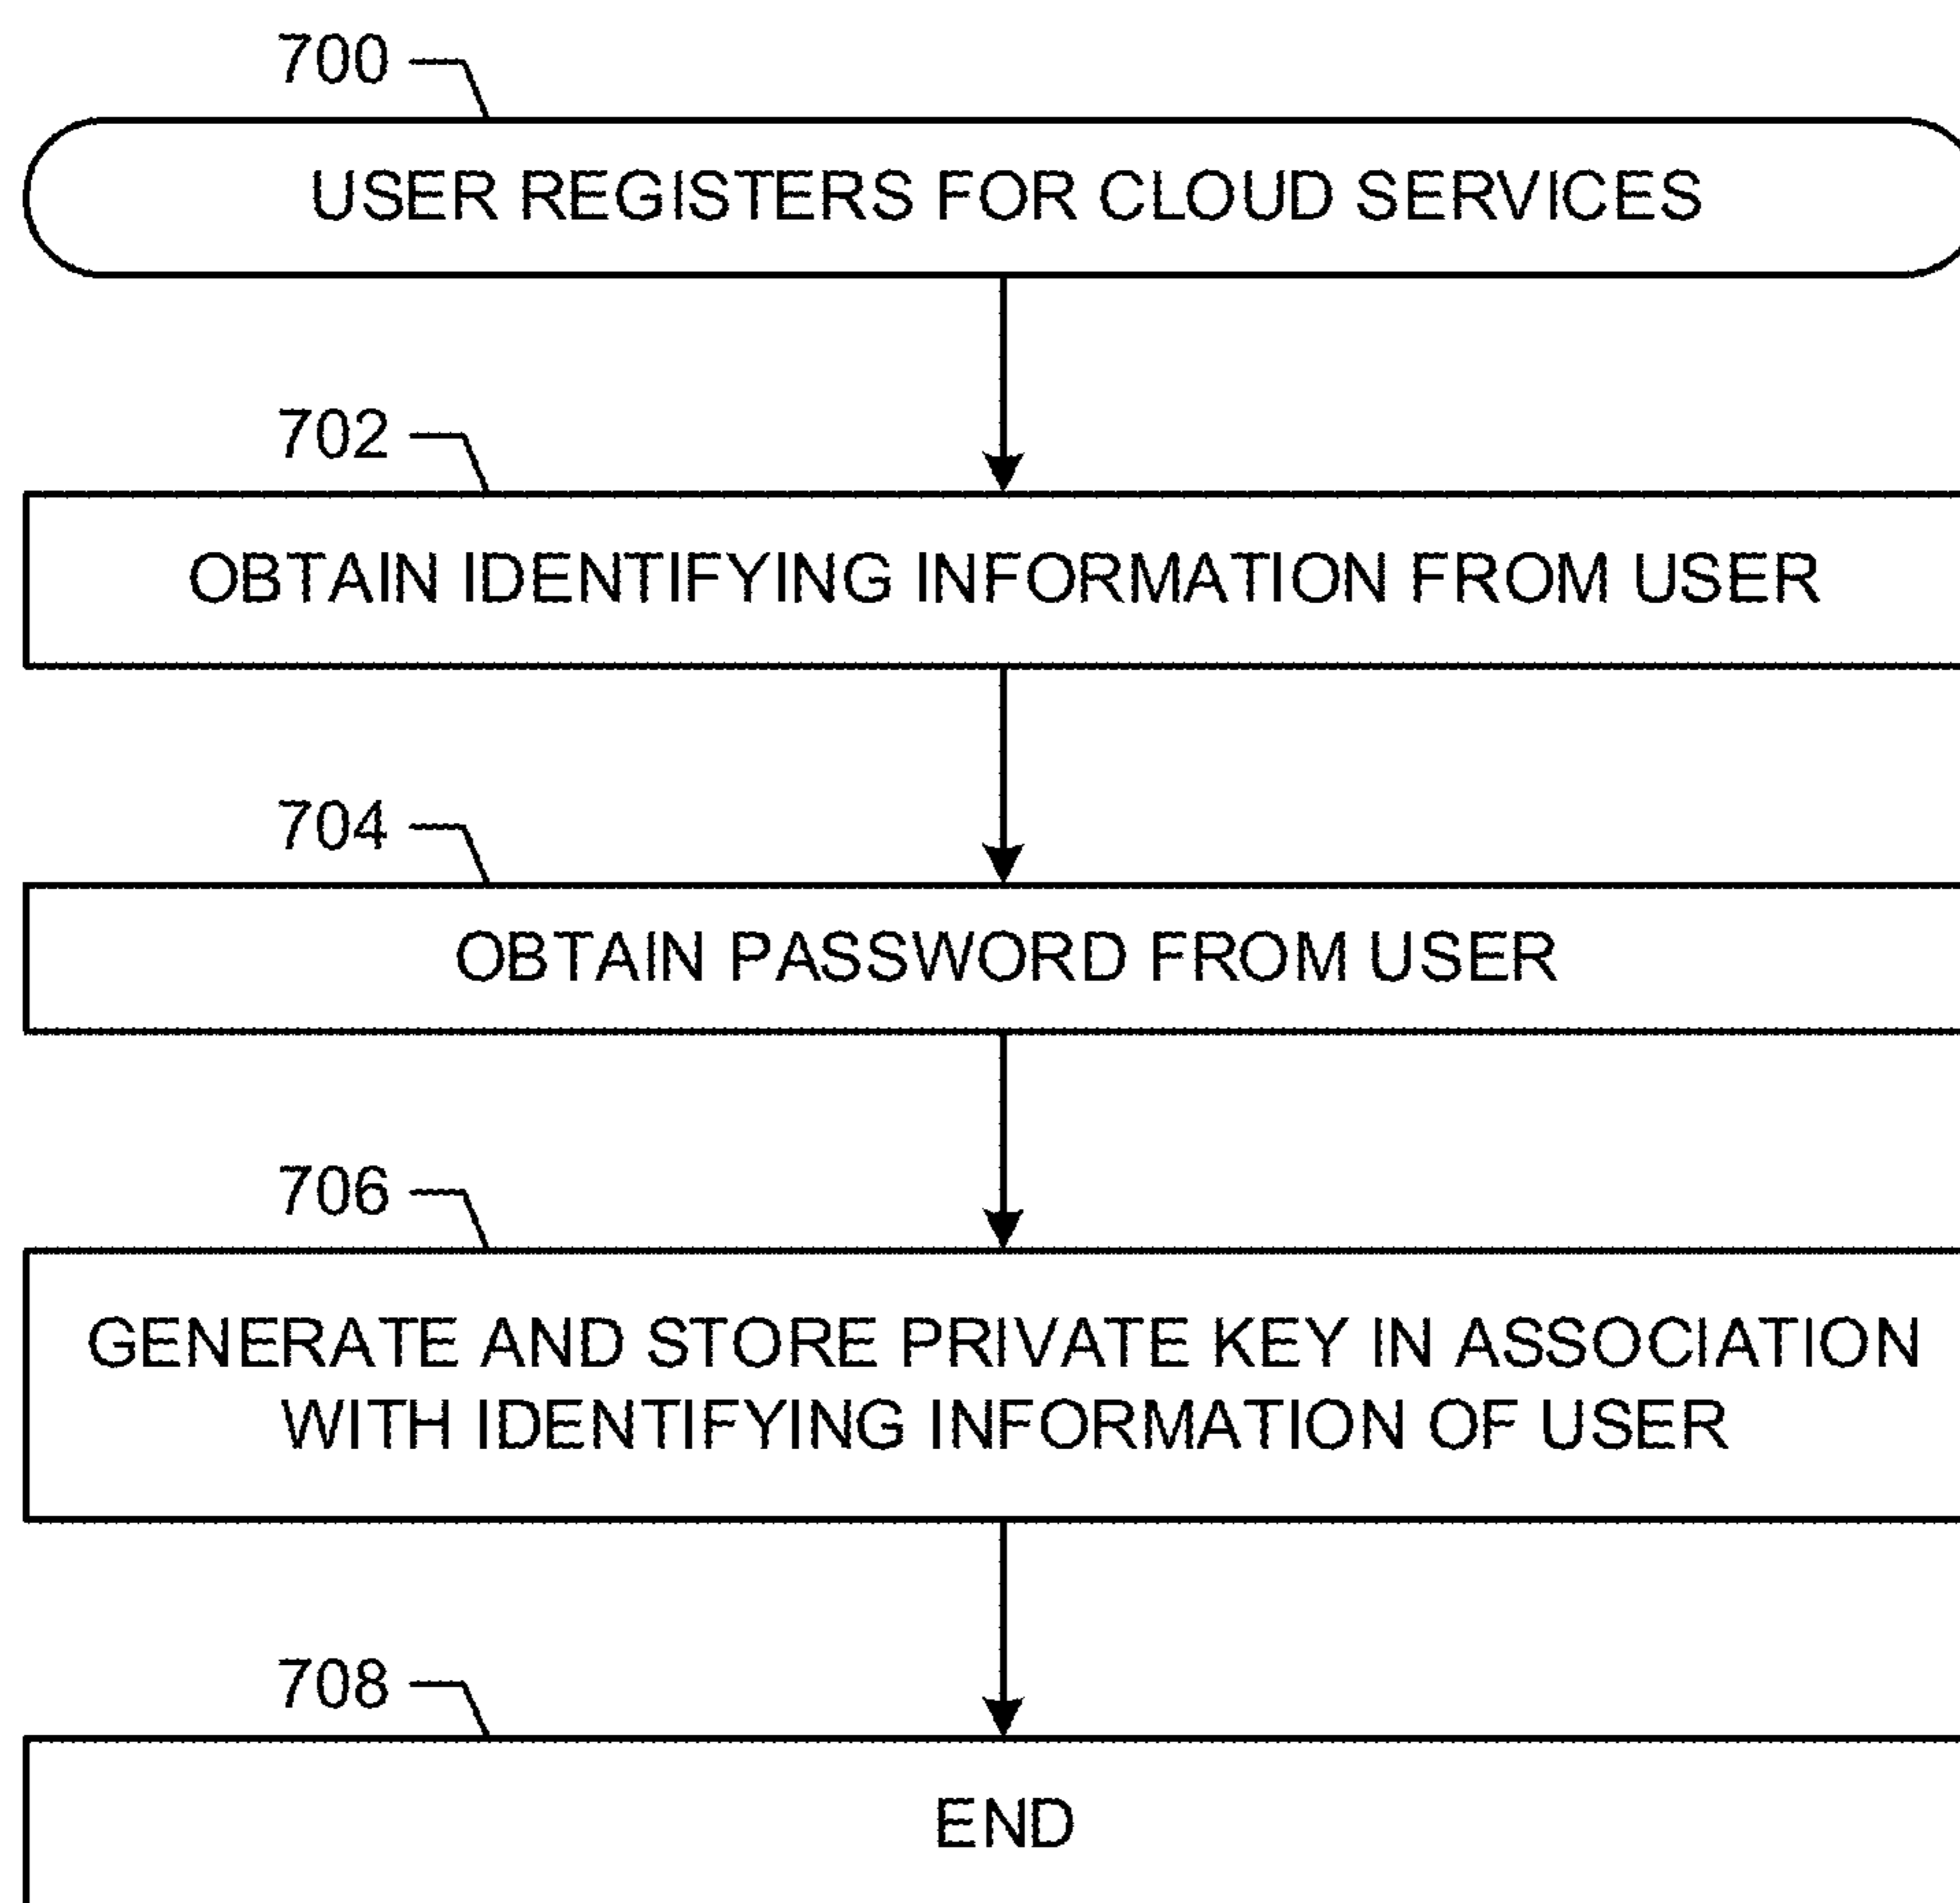 700
USER REGISTERS FOR CLOUD SERVICES
702
OBTAIN IDENTIFYING INFORMATION FROM USER
704
OBTAIN PASSWORD FROM USER
706
GENERATE AND STORE PRIVATE KEY IN ASSOCIATION
WITH IDENTIFYING INFORMATION OF USER
708
END